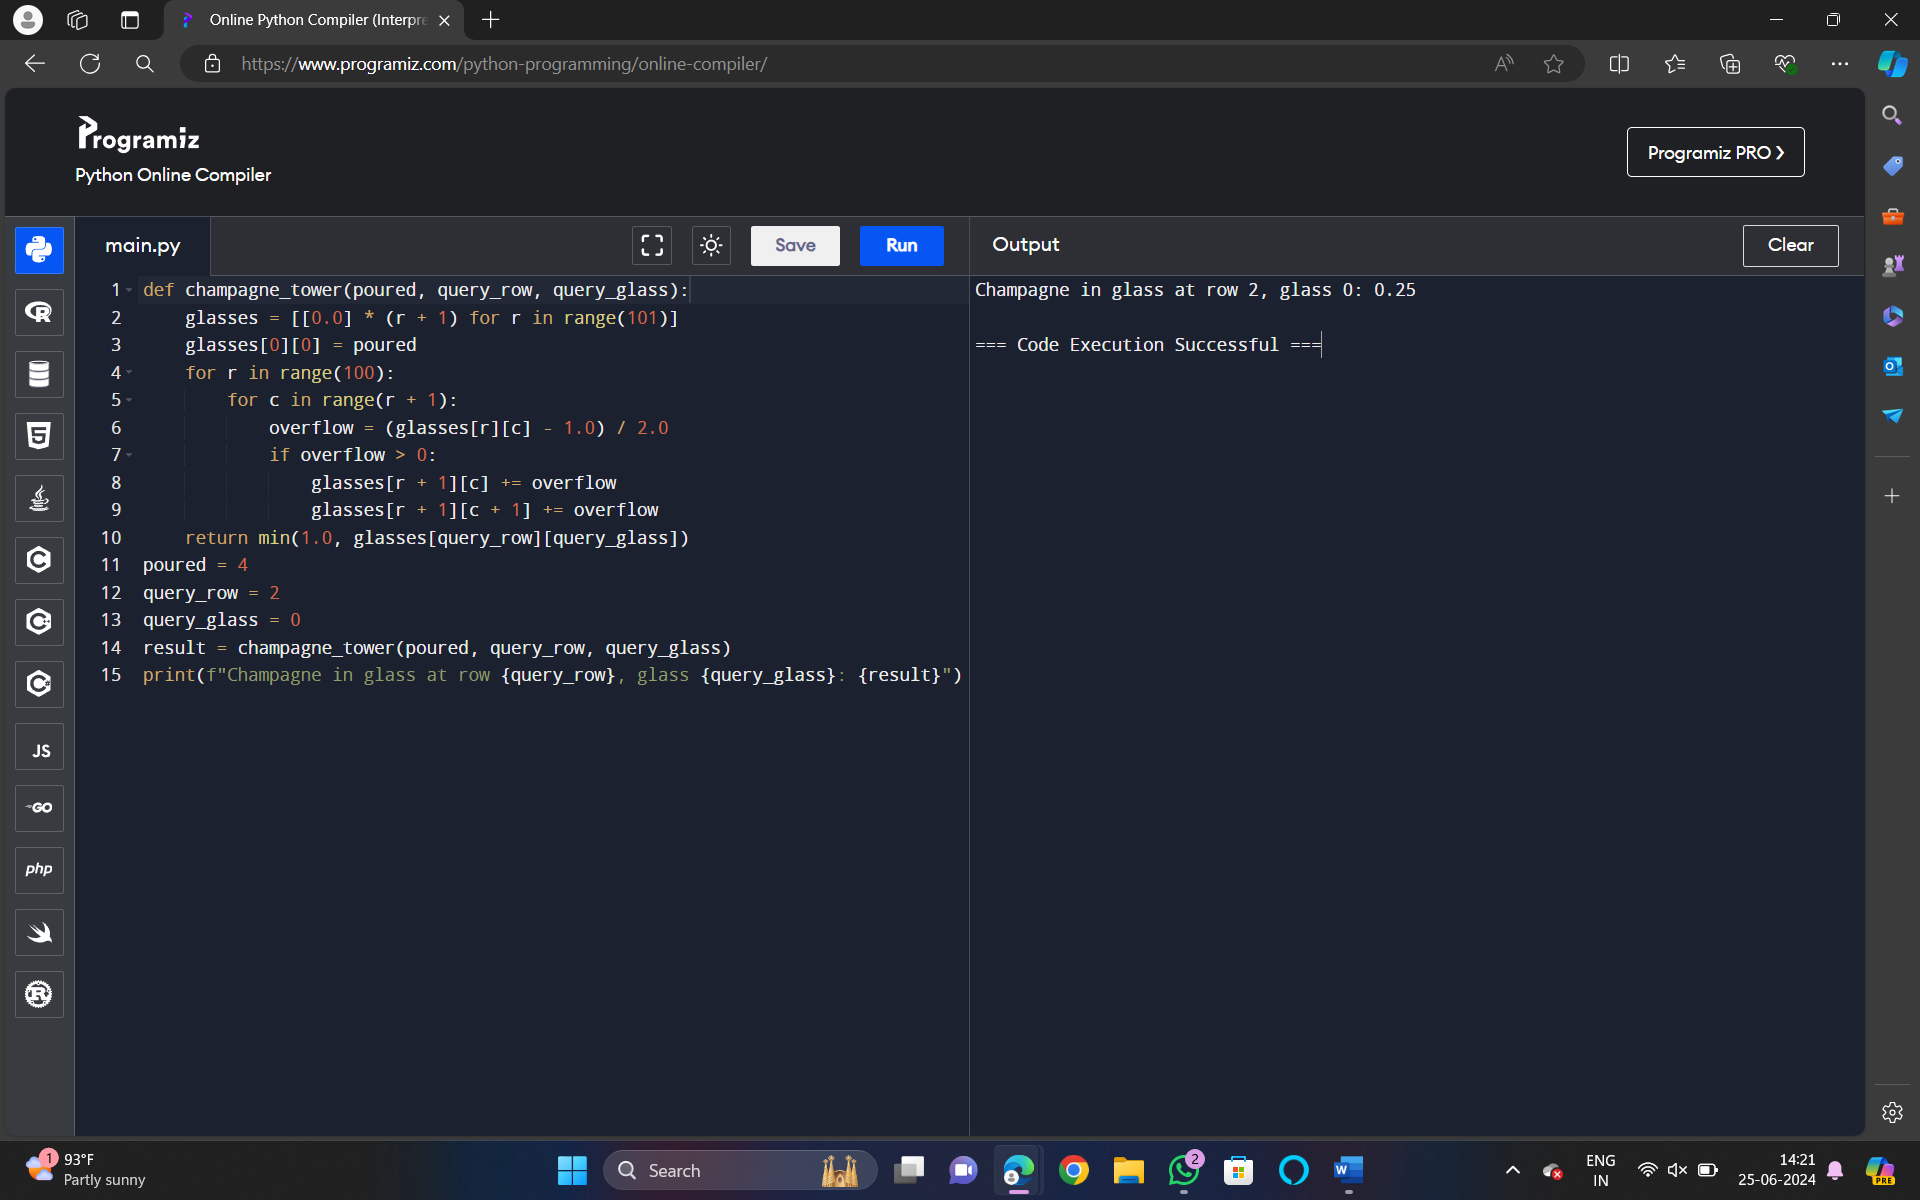 Online Python Compiler (Interpre
https://www.programiz.com/python-programming/online-compiler/
Programiz
Python Online Compiler
Programiz PRO ❯
main.py
Save
Run
Output
Clear
1 def champagne_tower(poured, query_row, query_glass):
2     glasses = [[0.0] * (r + 1) for r in range(101)]
3     glasses[0][0] = poured
4     for r in range(100):
5         for c in range(r + 1):
6             overflow = (glasses[r][c] - 1.0) / 2.0
7             if overflow > 0:
8                 glasses[r + 1][c] += overflow
9                 glasses[r + 1][c + 1] += overflow
10     return min(1.0, glasses[query_row][query_glass])
11 poured = 4
12 query_row = 2
13 query_glass = 0
14 result = champagne_tower(poured, query_row, query_glass)
15 print(f"Champagne in glass at row {query_row}, glass {query_glass}: {result}")
Champagne in glass at row 2, glass 0: 0.25
=== Code Execution Successful ===
R
5
C
C
C
JS
GO
php
R
1
93°F
Partly sunny
Search
2
W
ENG
IN
14:21
25-06-2024
PRE